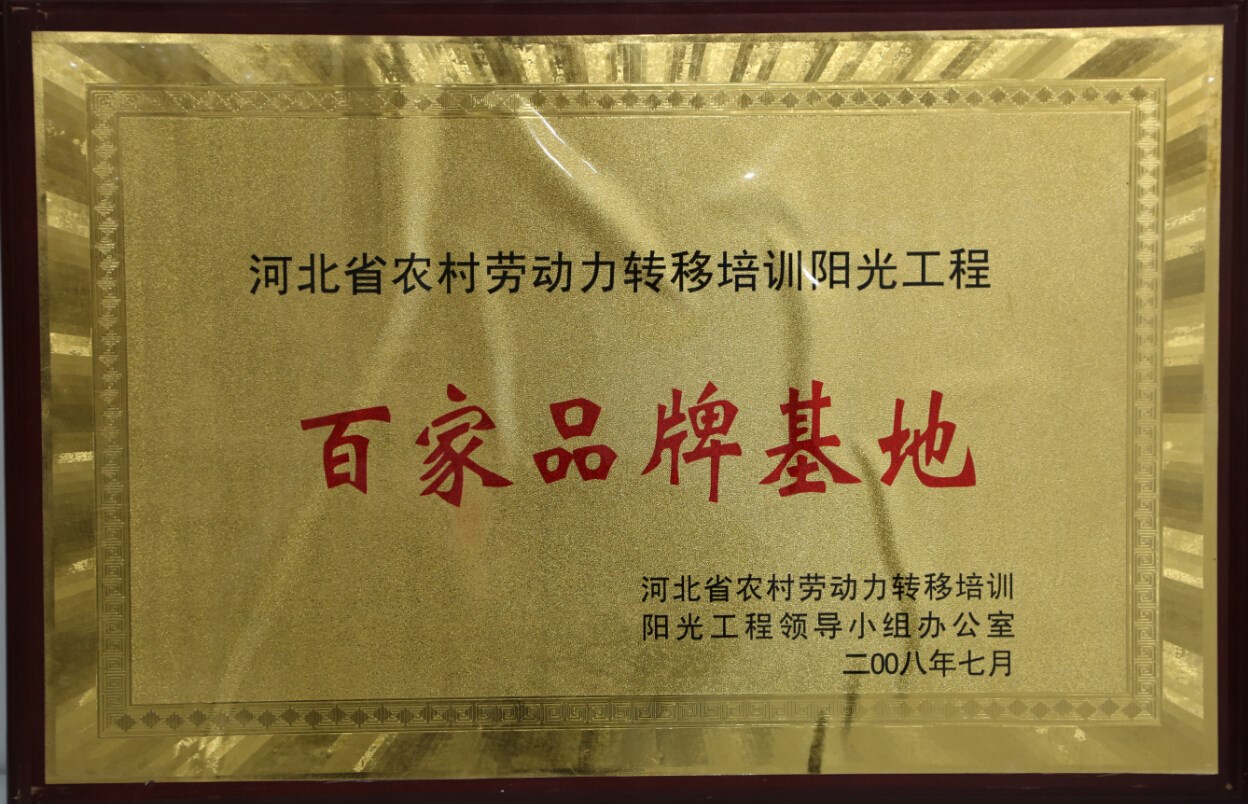 河北省农村劳动力转移培训阳光工程
百家品牌基地
河北省农村劳动力转移培训
阳光工程领导小组办公室
二00八年七月